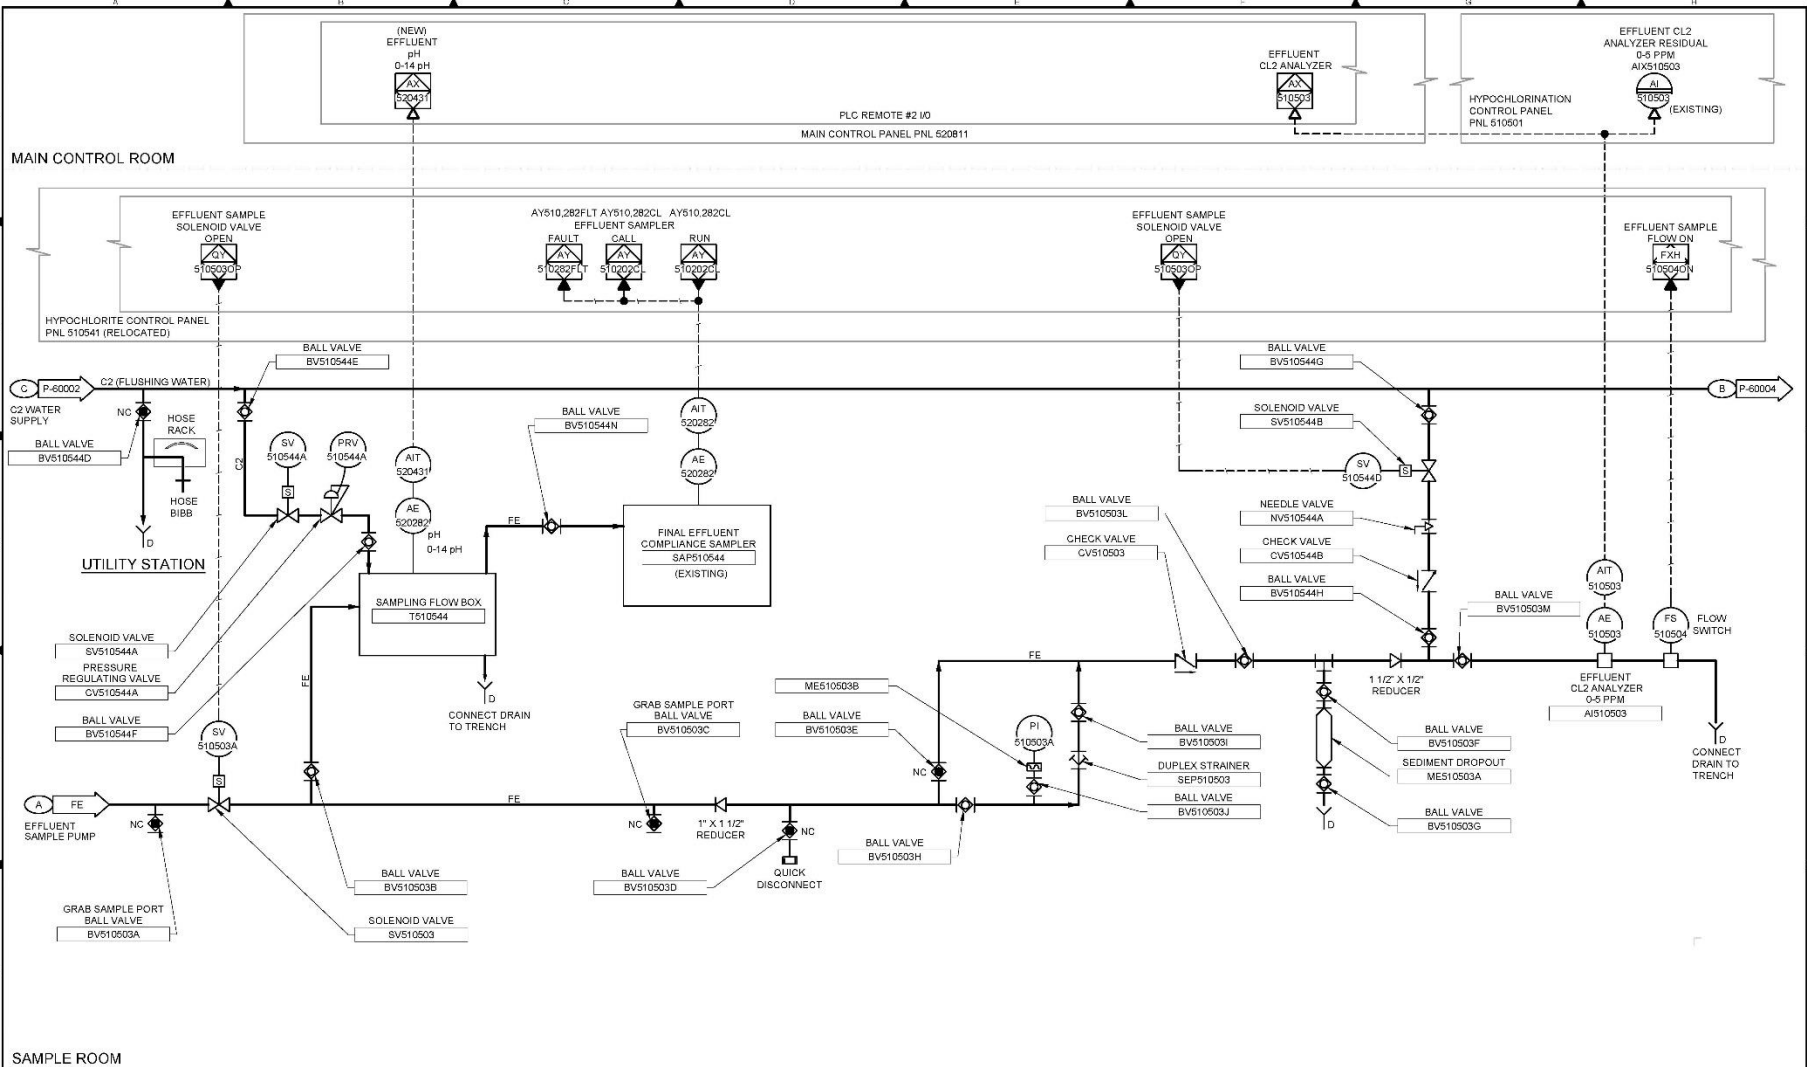 A B C D E F G H
(NEW)
EFFLUENT
pH
0-14 pH
AX
520431
EFFLUENT
CL2 ANALYZER
AX
510503
PLC REMOTE #2 I/0
MAIN CONTROL PANEL PNL 520811
EFFLUENT CL2
ANALYZER RESIDUAL
0-5 PPM
AIX510503
AI
510503
(EXISTING)
HYPOCHLORINATION
CONTROL PANEL
PNL 510501
MAIN CONTROL ROOM
EFFLUENT SAMPLE
SOLENOID VALVE
OPEN
QY
510503OP
AY510,282FLT AY510,282CL AY510,282CL
EFFLUENT SAMPLER
FAULT CALL RUN
AY AY AY
510282FLT 510202CL 510202CL
EFFLUENT SAMPLE
SOLENOID VALVE
OPEN
QY
510503OP
EFFLUENT SAMPLE
FLOW ON
FXH
510504ON
HYPOCHLORITE CONTROL PANEL
PNL 510541 (RELOCATED)
BALL VALVE
BV510544E
BALL VALVE
BV510544G
C P-60002 C2 (FLUSHING WATER)
B P-60004
C2 WATER
SUPPLY
NC
HOSE
RACK
BALL VALVE
BV510544D
HOSE
BIBB
D
UTILITY STATION
C2
SV
510544A
PRV
510544A
S
AIT
520431
AE
520282
pH
0-14 pH
BALL VALVE
BV510544N
AIT
520282
AE
520282
FE
FINAL EFFLUENT
COMPLIANCE SAMPLER
SAP510544
(EXISTING)
SOLENOID VALVE
SV510544B
SV
510544D
S
BALL VALVE
BV510503L
NEEDLE VALVE
NV510544A
CHECK VALVE
CV510503
CHECK VALVE
CV510544B
BALL VALVE
BV510544H
BALL VALVE
BV510503M
AIT
510503
AE
510503
FS
510504
FLOW
SWITCH
SAMPLING FLOW BOX
T510544
SOLENOID VALVE
SV510544A
PRESSURE
REGULATING VALVE
CV510544A
BALL VALVE
BV510544F
FE
D
CONNECT DRAIN
TO TRENCH
FE
1 1/2" X 1/2"
REDUCER
EFFLUENT
CL2 ANALYZER
0-5 PPM
AI510503
ME510503B
GRAB SAMPLE PORT
BALL VALVE
BV510503C
BALL VALVE
BV510503E
PI
510503A
BALL VALVE
BV510503I
DUPLEX STRAINER
SEP510503
BALL VALVE
BV510503J
BALL VALVE
BV510503F
SEDIMENT DROPOUT
ME510503A
BALL VALVE
BV510503G
D
D
CONNECT
DRAIN TO
TRENCH
SV
510503A
S
NC
A FE
EFFLUENT
SAMPLE PUMP
NC
FE
NC
1" X 1 1/2"
REDUCER
NC
QUICK
DISCONNECT
BALL VALVE
BV510503H
BALL VALVE
BV510503B
BALL VALVE
BV510503D
GRAB SAMPLE PORT
BALL VALVE
BV510503A
SOLENOID VALVE
SV510503
SAMPLE ROOM